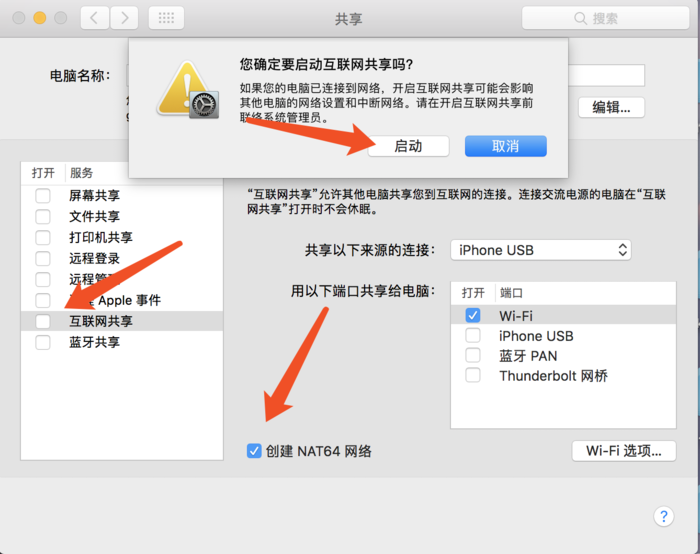 共享
搜索
您确定要启动互联网共享吗?
如果您的电脑已连接到网络，开启互联网共享可能会影响
其他电脑的网络设置和中断网络。请在开启互联网共享前
联络系统管理员。
启动
取消
电脑名称：
编辑...
打开 服务
屏幕共享
文件共享
打印机共享
远程登录
远程管理
Apple 事件
互联网共享
蓝牙共享
“互联网共享”允许其他电脑共享您到互联网的连接。连接交流电源的电脑在“互
联网共享”打开时不会休眠。
共享以下来源的连接：
iPhone USB
用以下端口共享给电脑：
打开 端口
Wi-Fi
iPhone USB
蓝牙 PAN
Thunderbolt 网桥
创建 NAT64 网络
Wi-Fi 选项...
?